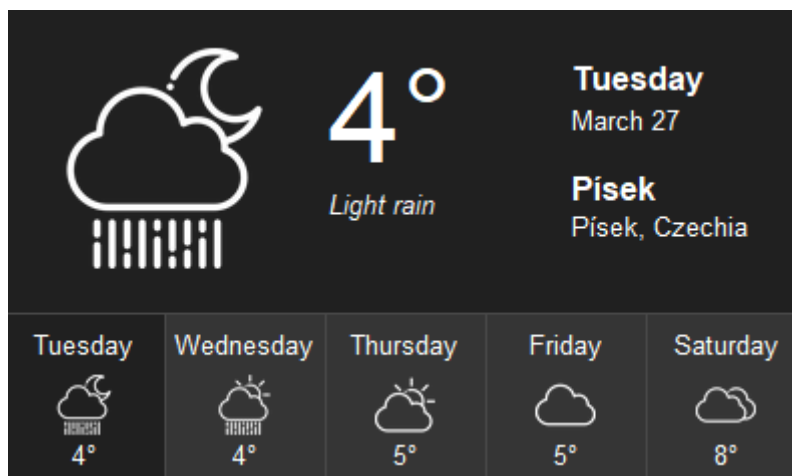 4°
Light rain
Tuesday
March 27
Písek
Písek, Czechia
Tuesday
4°
Wednesday
4°
Thursday
5°
Friday
5°
Saturday
8°